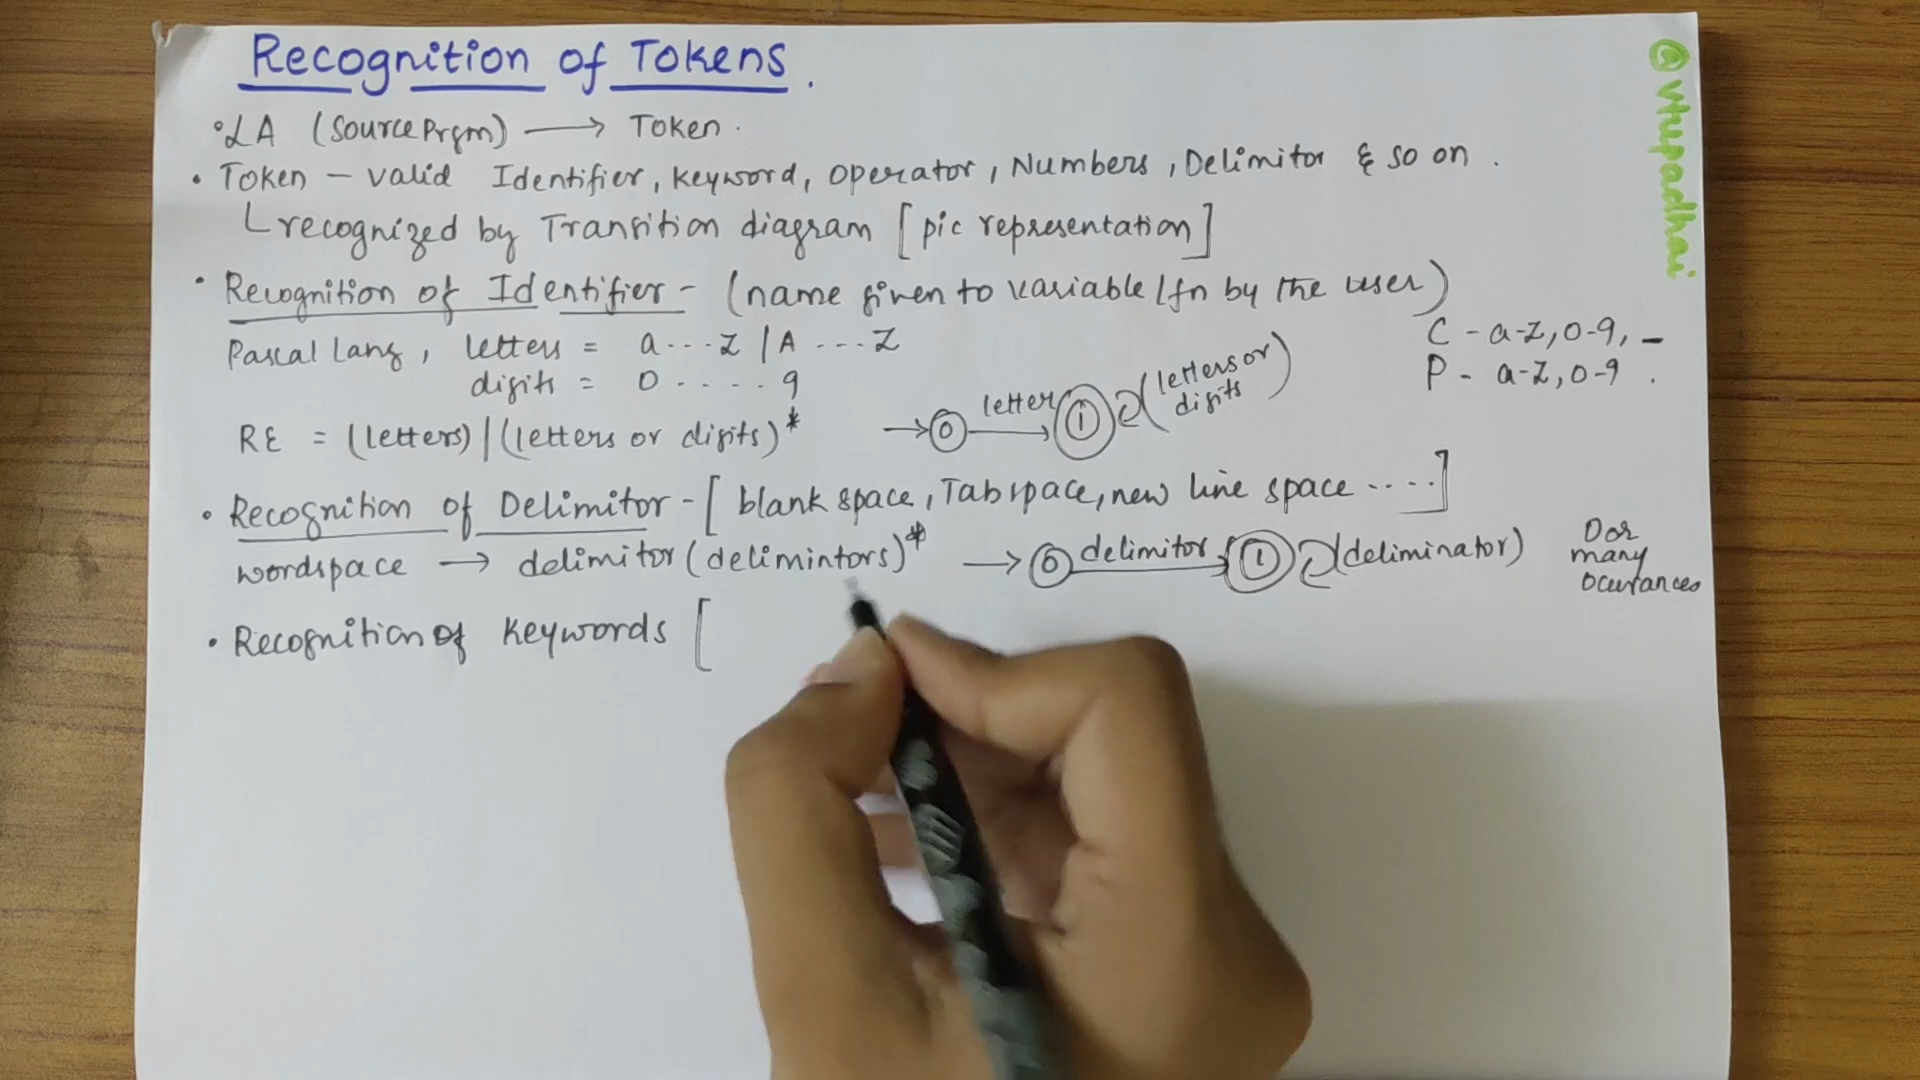 Recognition of Tokens.
LA (Source Prgm) → Token.
• Token – valid Identifier, keyword, operator, Numbers, Delimitor & so on.
recognized by Transition diagram [pic representation]
• Recognition of Identifier – (name given to variable/fn by the user)
Pascal Lang, letters = a...z | A...Z
digits = 0.....9
C - a-z, 0-9, _
P - a-z, 0-9.
RE = (letters) | (letters or digits)*
→ 0 letter → 1 (letters or digits)
• Recognition of Delimitor – [blank space, Tab space, new line space ....]
wordspace → delimitor (delimintors)*
→ 0 delimitor → 1 (deliminator)
0 or
many
ocurances
• Recognition of keywords [
@vtupadhai